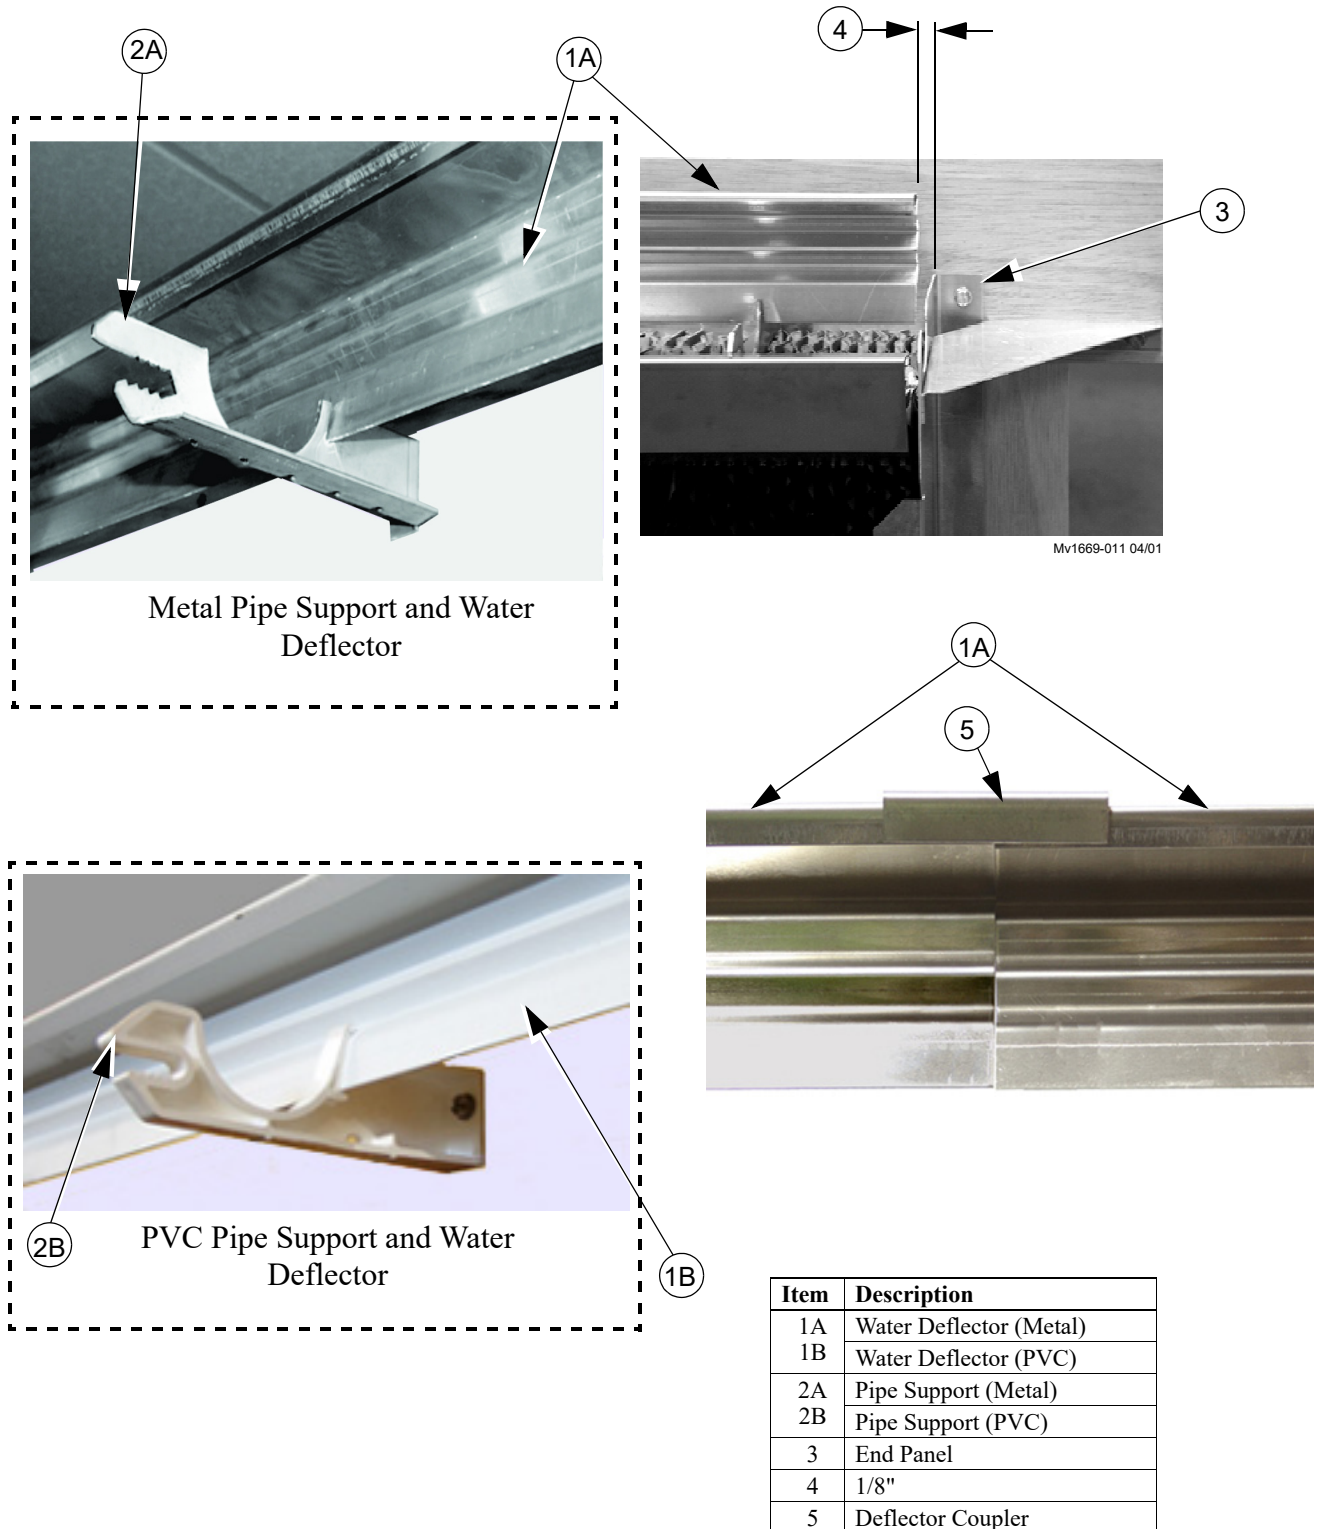 4
2A
1A
3
Mv1669-011 04/01
Metal Pipe Support and Water
Deflector
1A
5
2B
PVC Pipe Support and Water
Deflector
1B
Item Description
1A Water Deflector (Metal)
1B Water Deflector (PVC)
2A Pipe Support (Metal)
2B Pipe Support (PVC)
3 End Panel
4 1/8"
5 Deflector Coupler